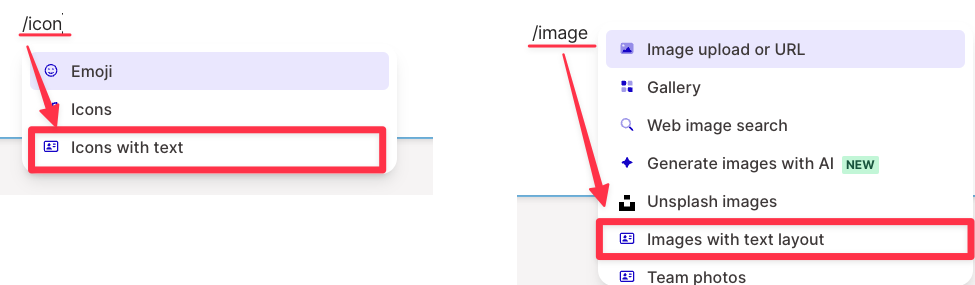 /icon
Emoji
Icons
Icons with text
/image
Image upload or URL
Gallery
Web image search
Generate images with AI NEW
Unsplash images
Images with text layout
Team photos